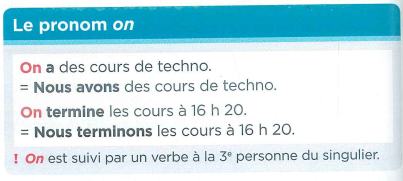 Le pronom on
On a des cours de techno.
= Nous avons des cours de techno.
On termine les cours à 16 h 20.
= Nous terminons les cours à 16 h 20.
! On est suivi par un verbe à la 3e personne du singulier.